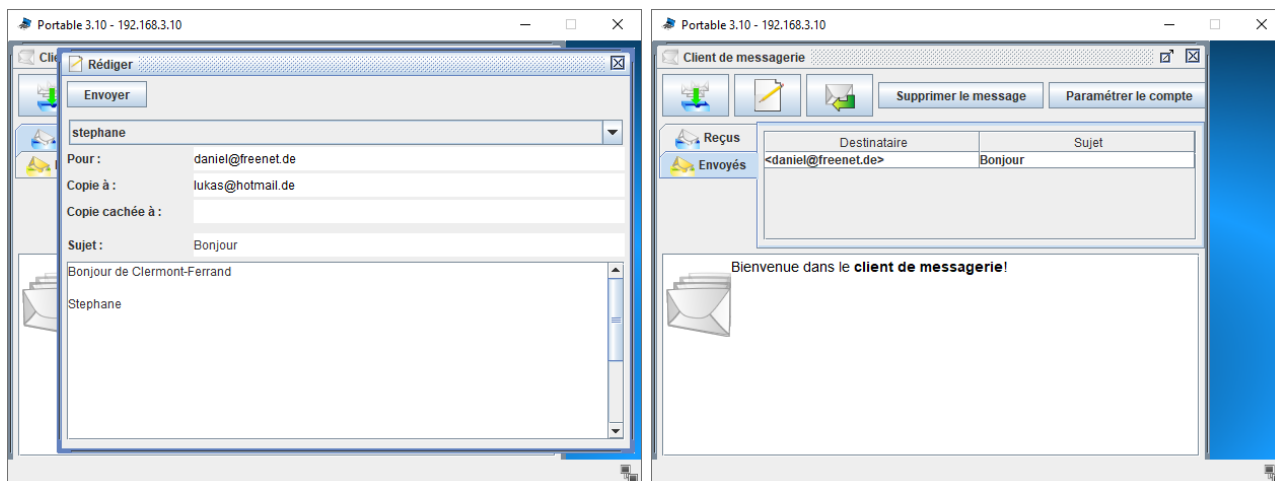 Portable 3.10 - 192.168.3.10
Clie
Rédiger
Envoyer
stephane
Pour : daniel@freenet.de
Copie à : lukas@hotmail.de
Copie cachée à :
Sujet : Bonjour
Bonjour de Clermont-Ferrand
Stephane
Portable 3.10 - 192.168.3.10
Client de messagerie
Supprimer le message Paramétrer le compte
Reçus
Envoyés
Destinataire Sujet
<daniel@freenet.de> Bonjour
Bienvenue dans le client de messagerie!